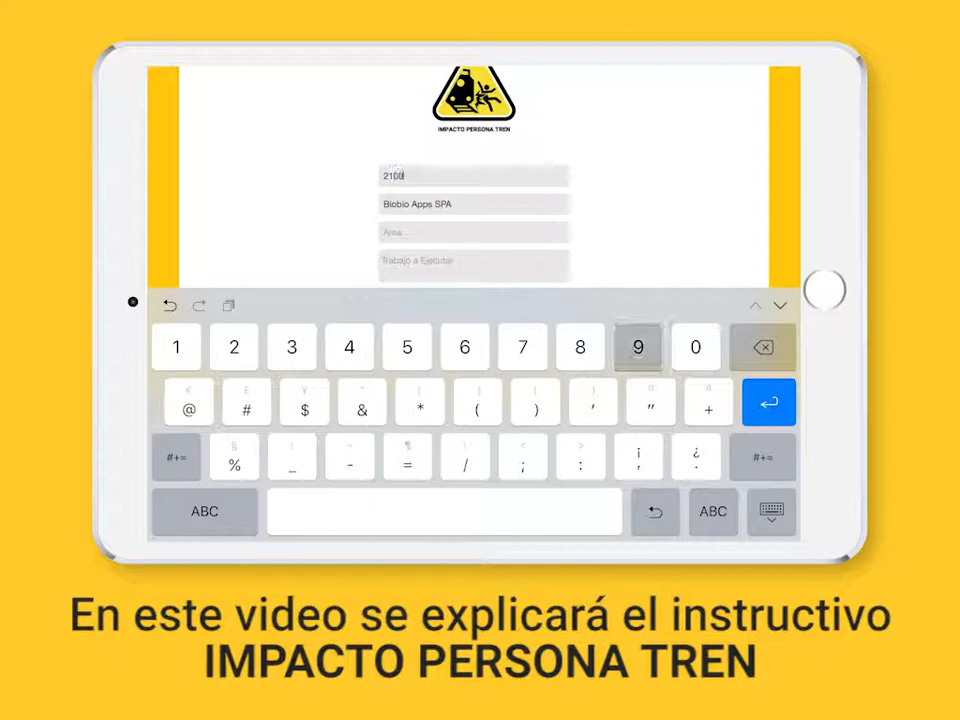 IMPACTO PERSONA TREN
2100
Biobio Apps SPA
Area...
Trabajo a Ejecutar
1 2 3 4 5 6 7 8 9 0
@ # $ & * ( ) ' " +
#+= % _ - = / ; : , . #+=
ABC ABC
En este video se explicará el instructivo
IMPACTO PERSONA TREN